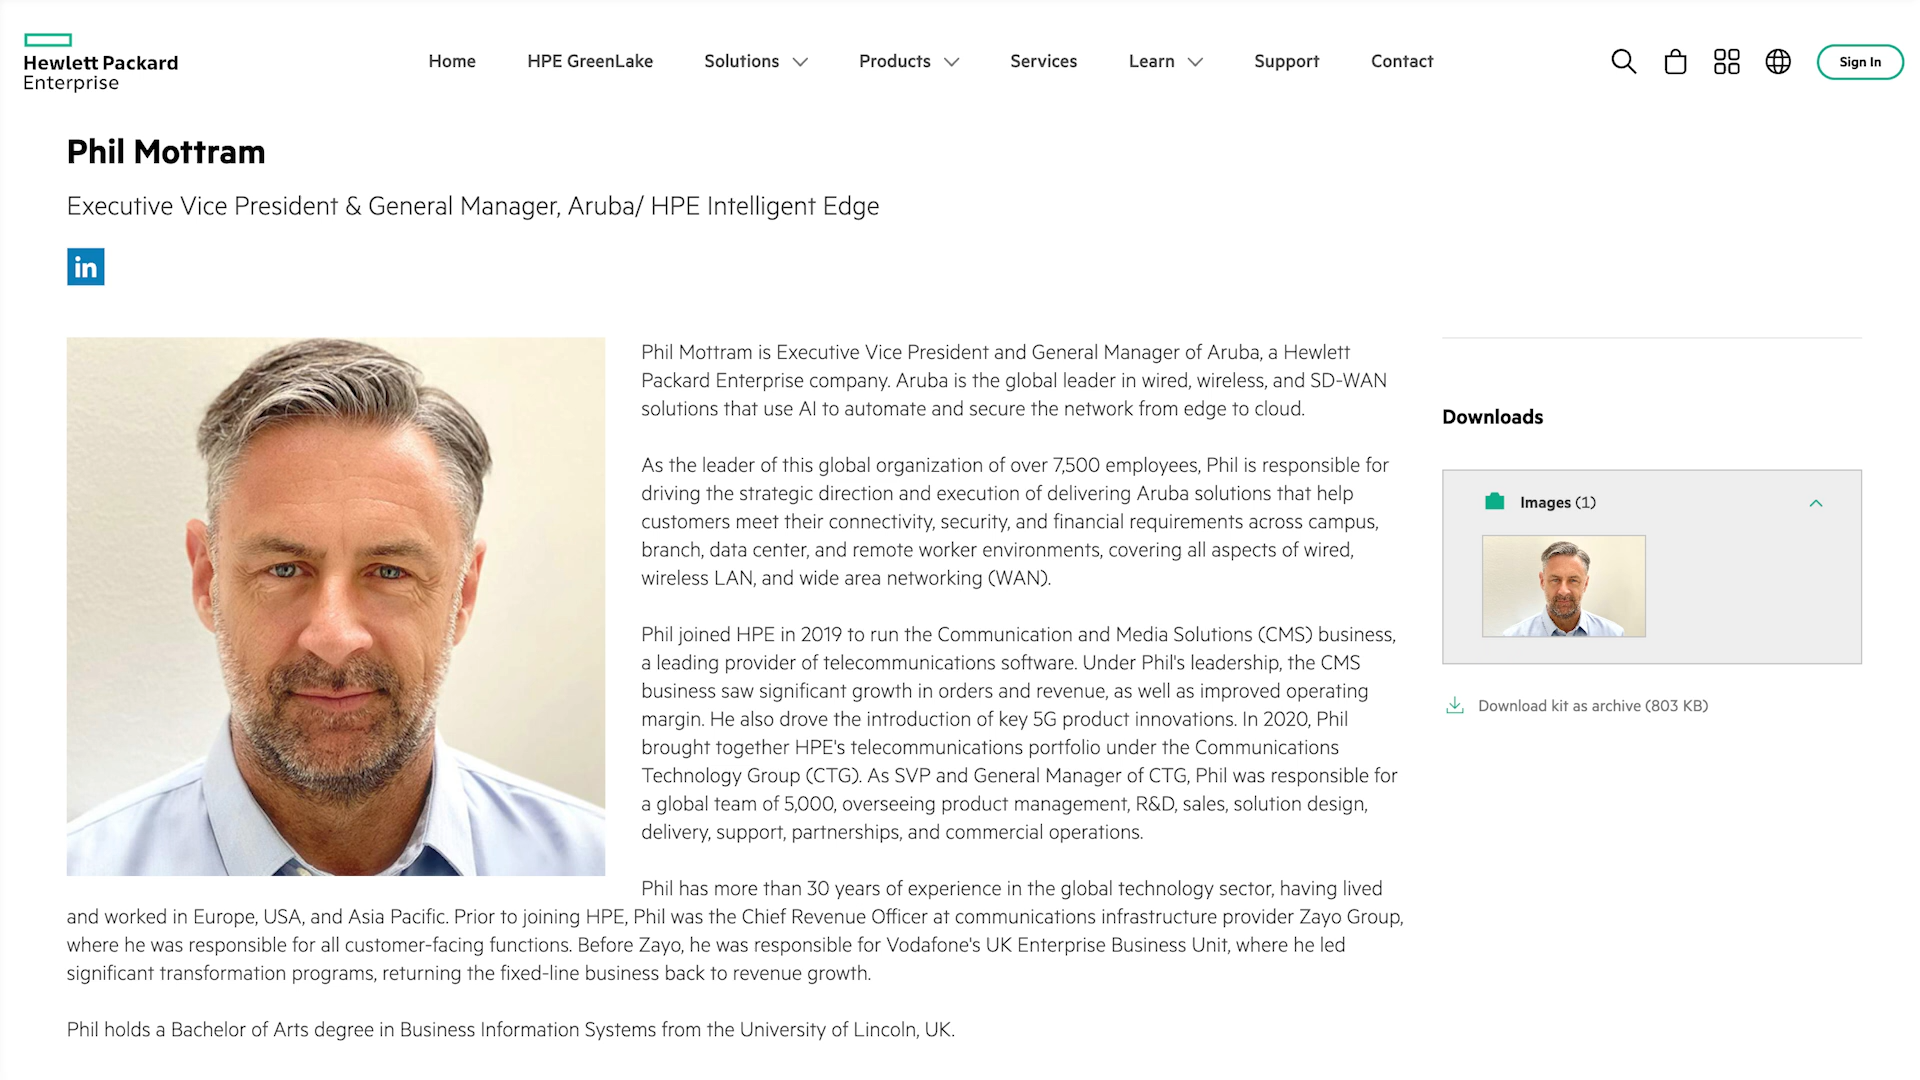 Hewlett Packard
Enterprise
Home HPE GreenLake Solutions Products Services Learn Support Contact
Sign In
Phil Mottram
Executive Vice President & General Manager, Aruba/ HPE Intelligent Edge
in
Phil Mottram is Executive Vice President and General Manager of Aruba, a Hewlett
Packard Enterprise company. Aruba is the global leader in wired, wireless, and SD-WAN
solutions that use AI to automate and secure the network from edge to cloud.
As the leader of this global organization of over 7,500 employees, Phil is responsible for
driving the strategic direction and execution of delivering Aruba solutions that help
customers meet their connectivity, security, and financial requirements across campus,
branch, data center, and remote worker environments, covering all aspects of wired,
wireless LAN, and wide area networking (WAN).
Phil joined HPE in 2019 to run the Communication and Media Solutions (CMS) business,
a leading provider of telecommunications software. Under Phil's leadership, the CMS
business saw significant growth in orders and revenue, as well as improved operating
margin. He also drove the introduction of key 5G product innovations. In 2020, Phil
brought together HPE's telecommunications portfolio under the Communications
Technology Group (CTG). As SVP and General Manager of CTG, Phil was responsible for
a global team of 5,000, overseeing product management, R&D, sales, solution design,
delivery, support, partnerships, and commercial operations.
Phil has more than 30 years of experience in the global technology sector, having lived
and worked in Europe, USA, and Asia Pacific. Prior to joining HPE, Phil was the Chief Revenue Officer at communications infrastructure provider Zayo Group,
where he was responsible for all customer-facing functions. Before Zayo, he was responsible for Vodafone's UK Enterprise Business Unit, where he led
significant transformation programs, returning the fixed-line business back to revenue growth.
Phil holds a Bachelor of Arts degree in Business Information Systems from the University of Lincoln, UK.
Downloads
Images (1)
Download kit as archive (803 KB)